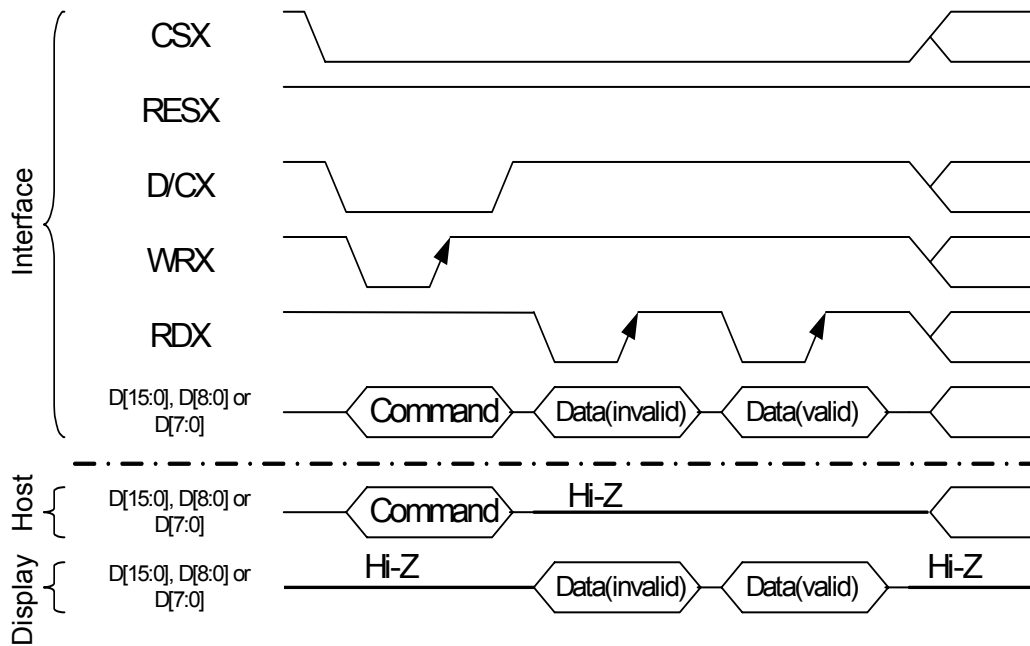 Interface
CSX
RESX
D/CX
WRX
RDX
D[15:0], D[8:0] or
D[7:0]
Command
Data(invalid)
Data(valid)
Host
D[15:0], D[8:0] or
D[7:0]
Command
Hi-Z
Display
D[15:0], D[8:0] or
D[7:0]
Hi-Z
Data(invalid)
Data(valid)
Hi-Z